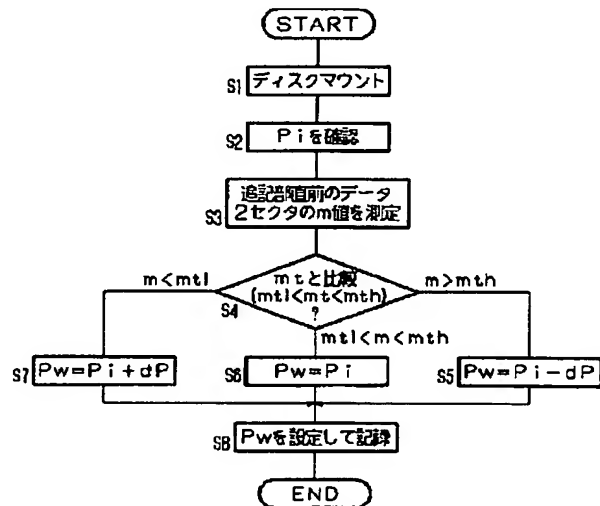 START
S1 ディスクマウント
S2 Piを確認
追記部直前のデータ
S3 2セクタのm値を測定
m<mtl
mtと比較
m>mth
(mtl<mt<mth)
S4 ?
mtl<m<mth
S7 Pw=Pi+dP
S6 Pw=Pi
S5 Pw=Pi-dP
S8 Pwを設定して記録
END